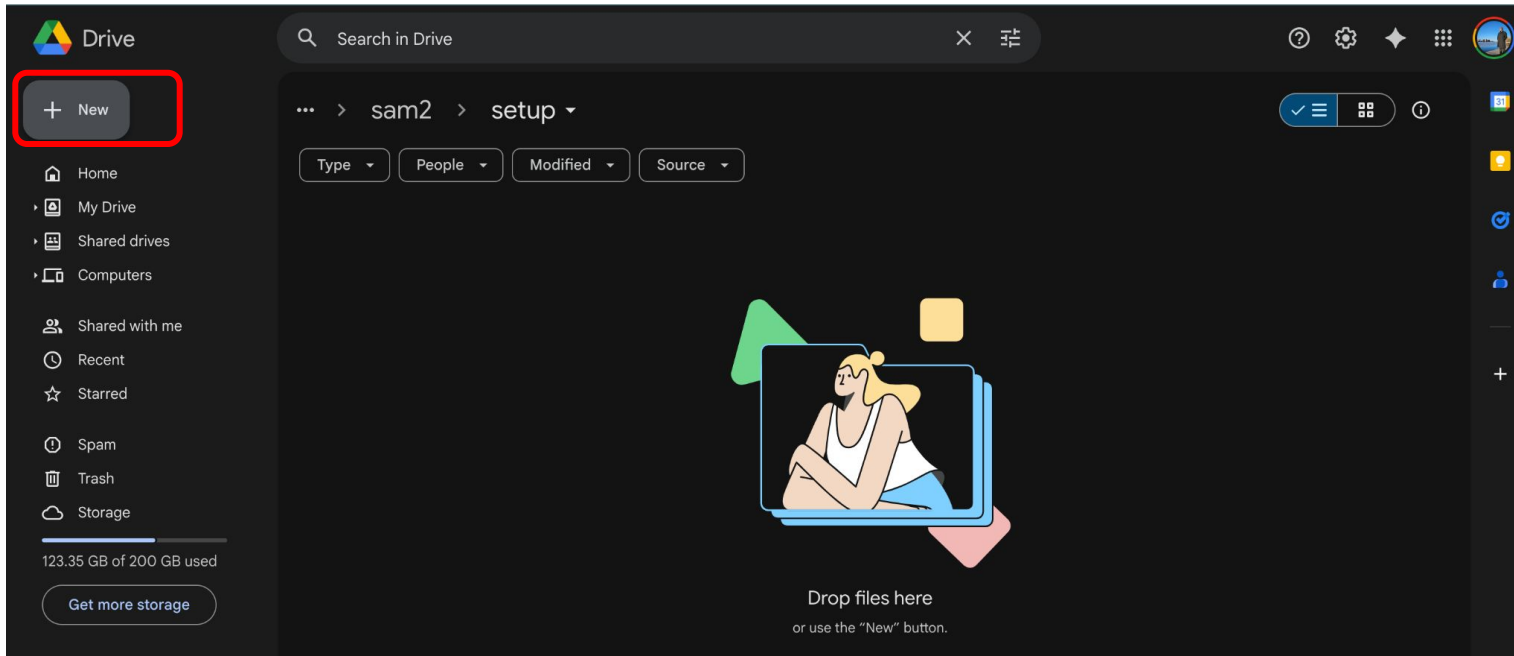 Drive
Search in Drive
New
... > sam2 > setup
31
Type People Modified Source
Home
My Drive
Shared drives
Computers
Shared with me
Recent
Starred
Spam
Trash
Storage
123.35 GB of 200 GB used
Get more storage
Drop files here
or use the “New” button.